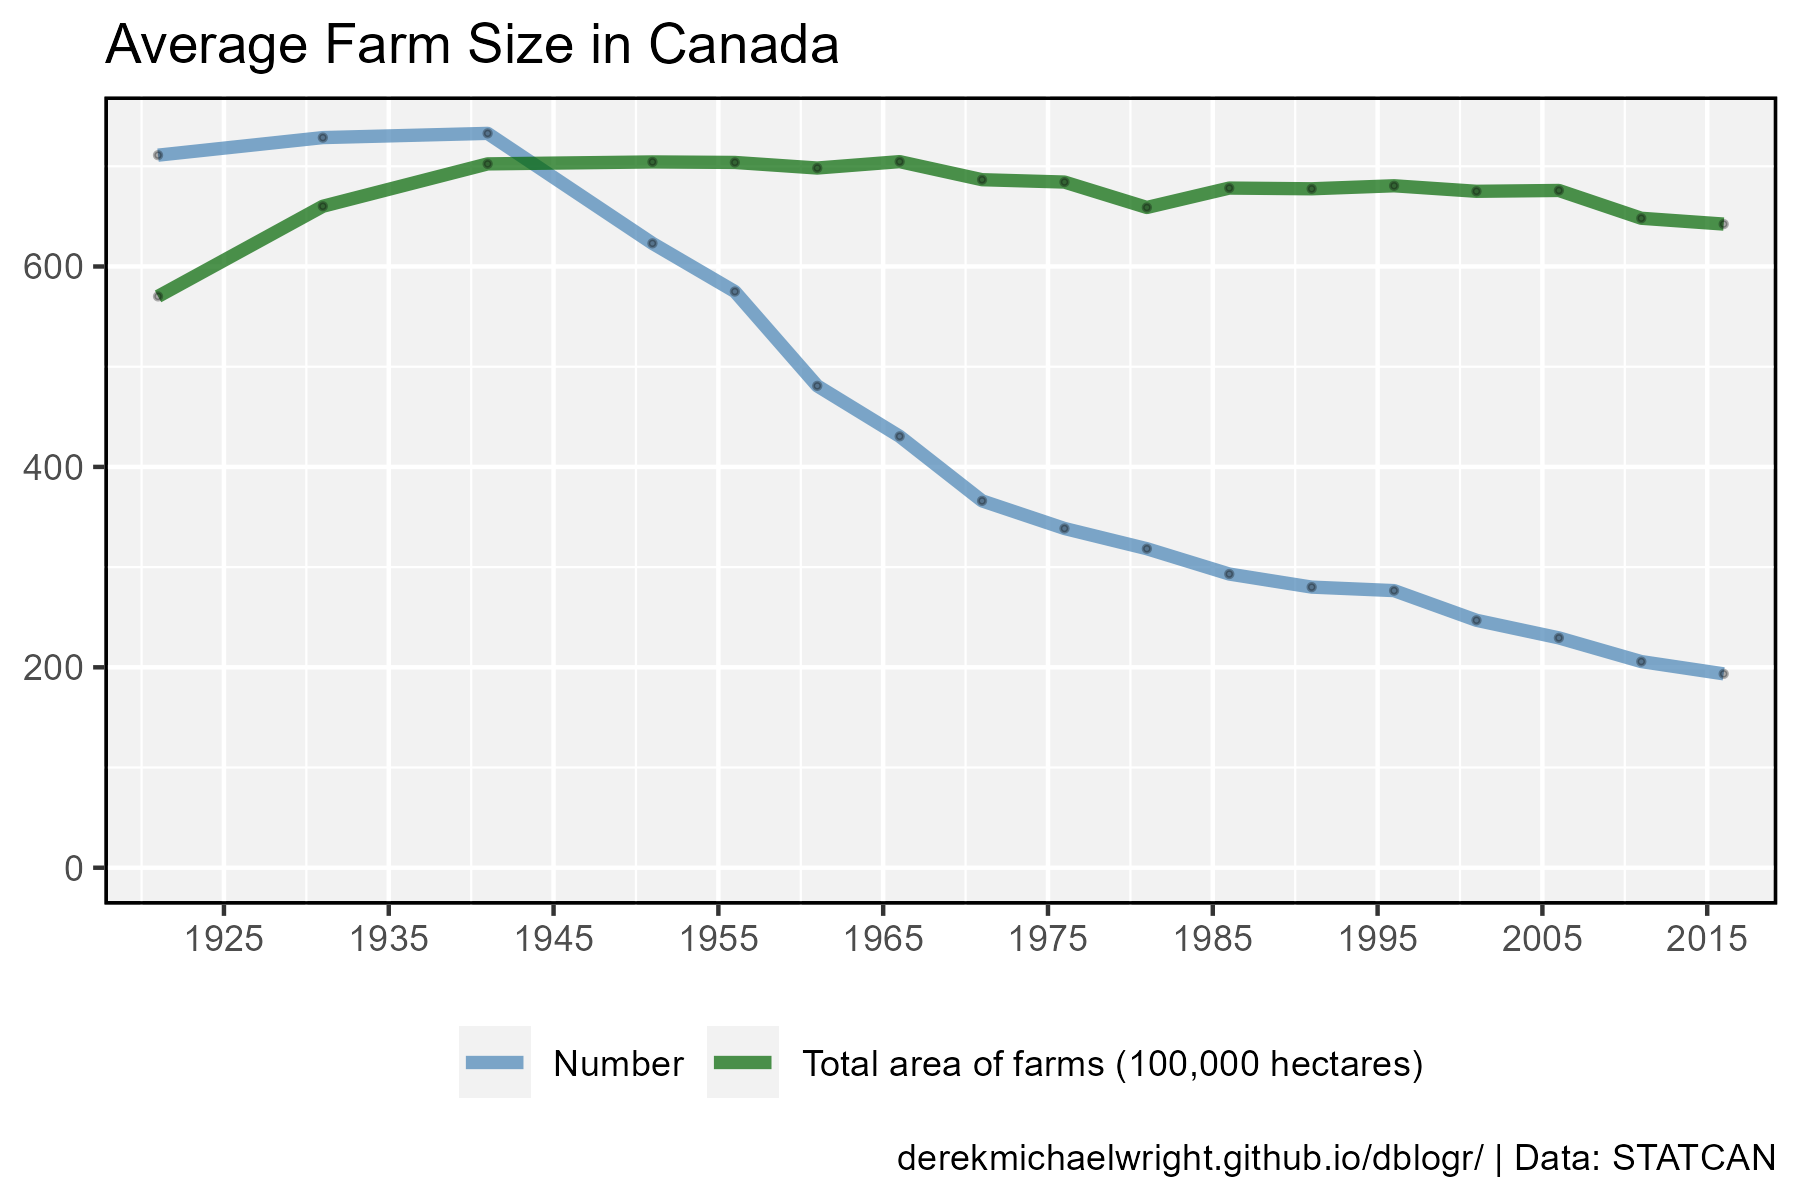 Average Farm Size in Canada
600
400
200
0
1925 1935 1945 1955 1965 1975 1985 1995 2005 2015
Number Total area of farms (100,000 hectares)
derekmichaelwright.github.io/dblogr/ | Data: STATCAN